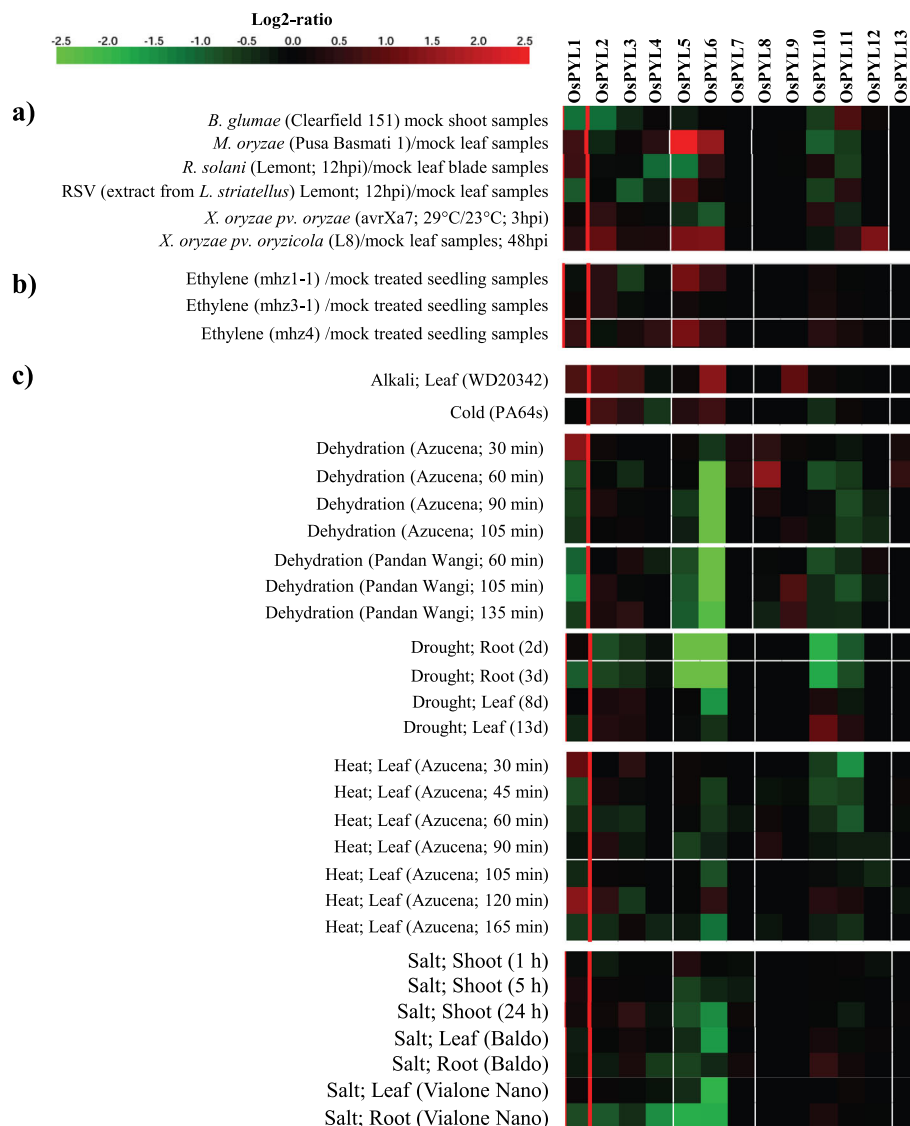 Log2-ratio
-2.5 -2.0 -1.5 -1.0 -0.5 0.0 0.5 1.0 1.5 2.0 2.5
OsPYL1 OsPYL2 OsPYL3 OsPYL4 OsPYL5 OsPYL6 OsPYL7 OsPYL8 OsPYL9 OsPYL10 OsPYL11 OsPYL12 OsPYL13
a)
B. glumae (Clearfield 151) mock shoot samples
M. oryzae (Pusa Basmati 1)/mock leaf samples
R. solani (Lemont; 12hpi)/mock leaf blade samples
RSV (extract from L. striatellus) Lemont; 12hpi)/mock leaf samples
X. oryzae pv. oryzae (avrXa7; 29°C/23°C; 3hpi)
X. oryzae pv. oryzicola (L8)/mock leaf samples; 48hpi
b)
Ethylene (mhz1-1) /mock treated seedling samples
Ethylene (mhz3-1) /mock treated seedling samples
Ethylene (mhz4) /mock treated seedling samples
c)
Alkali; Leaf (WD20342)
Cold (PA64s)
Dehydration (Azucena; 30 min)
Dehydration (Azucena; 60 min)
Dehydration (Azucena; 90 min)
Dehydration (Azucena; 105 min)
Dehydration (Pandan Wangi; 60 min)
Dehydration (Pandan Wangi; 105 min)
Dehydration (Pandan Wangi; 135 min)
Drought; Root (2d)
Drought; Root (3d)
Drought; Leaf (8d)
Drought; Leaf (13d)
Heat; Leaf (Azucena; 30 min)
Heat; Leaf (Azucena; 45 min)
Heat; Leaf (Azucena; 60 min)
Heat; Leaf (Azucena; 90 min)
Heat; Leaf (Azucena; 105 min)
Heat; Leaf (Azucena; 120 min)
Heat; Leaf (Azucena; 165 min)
Salt; Shoot (1 h)
Salt; Shoot (5 h)
Salt; Shoot (24 h)
Salt; Leaf (Baldo)
Salt; Root (Baldo)
Salt; Leaf (Vialone Nano)
Salt; Root (Vialone Nano)